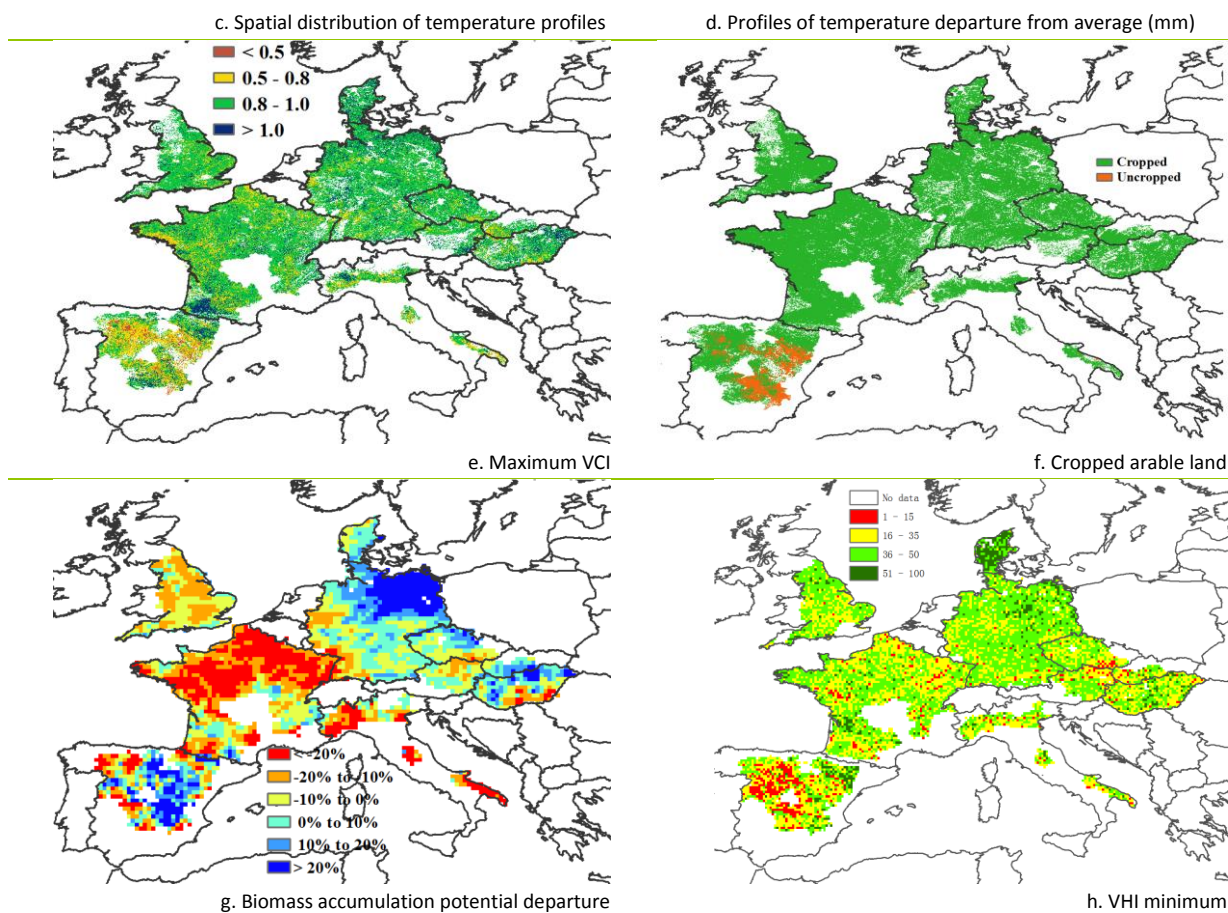 c. Spatial distribution of temperature profiles
d. Profiles of temperature departure from average (mm)
< 0.5
0.5 - 0.8
0.8 - 1.0
> 1.0
Cropped
Uncropped
e. Maximum VCI
f. Cropped arable land
< -20%
-20% to -10%
-10% to 0%
0% to 10%
10% to 20%
> 20%
No data
1 - 15
16 - 35
36 - 50
51 - 100
g. Biomass accumulation potential departure
h. VHI minimum